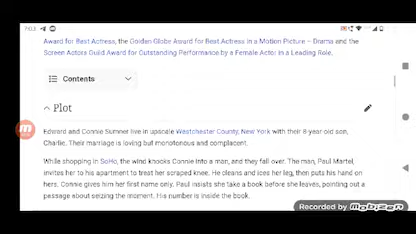 7:03
Award for Best Actress, the Golden Globe Award for Best Actress in a Motion Picture – Drama and the
Screen Actors Guild Award for Outstanding Performance by a Female Actor in a Leading Role.
Contents
Plot
Edward and Connie Sumner live in upscale Westchester County, New York with their 8-year old son,
Charlie. Their marriage is loving but monotonous and complacent.
While shopping in SoHo, the wind knocks Connie into a man, and they fall over. The man, Paul Martel,
invites her to his apartment to treat her scraped knee. He cleans and ices her leg, then puts his hand on
hers. Connie gives him her first name only. Paul insists she take a book before she leaves, pointing out a
passage about seizing the moment. His number is inside the book.
Recorded by
Mobizen